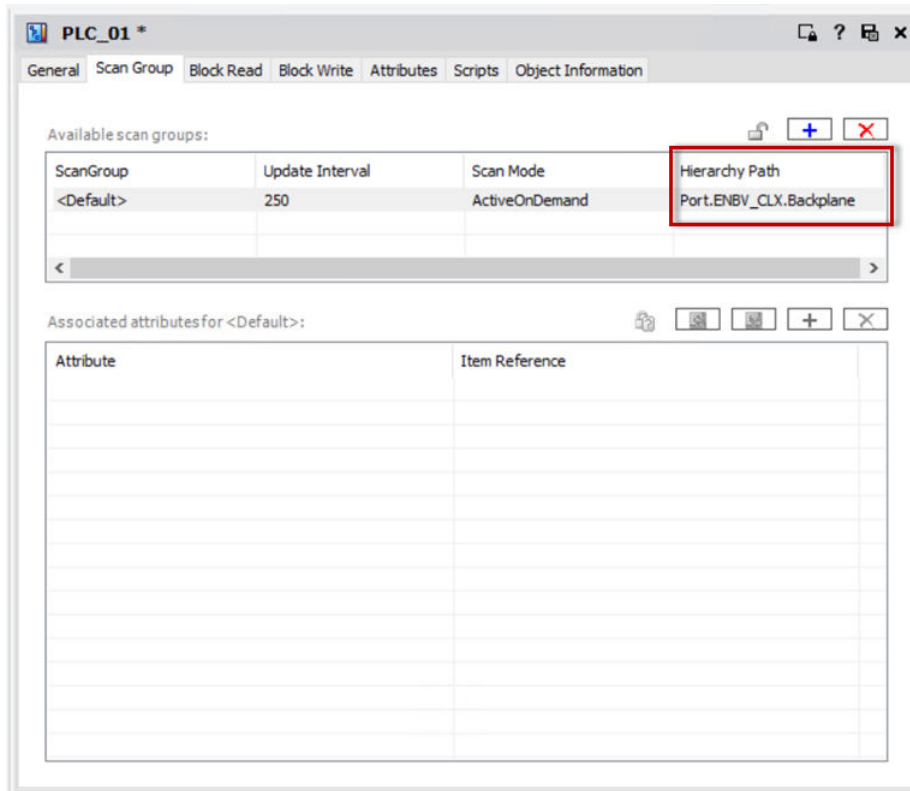 PLC_01 *
General Scan Group Block Read Block Write Attributes Scripts Object Information
Available scan groups:
ScanGroup Update Interval Scan Mode Hierarchy Path
<Default> 250 ActiveOnDemand Port.ENBV_CLX.Backplane
Associated attributes for <Default>:
Attribute Item Reference